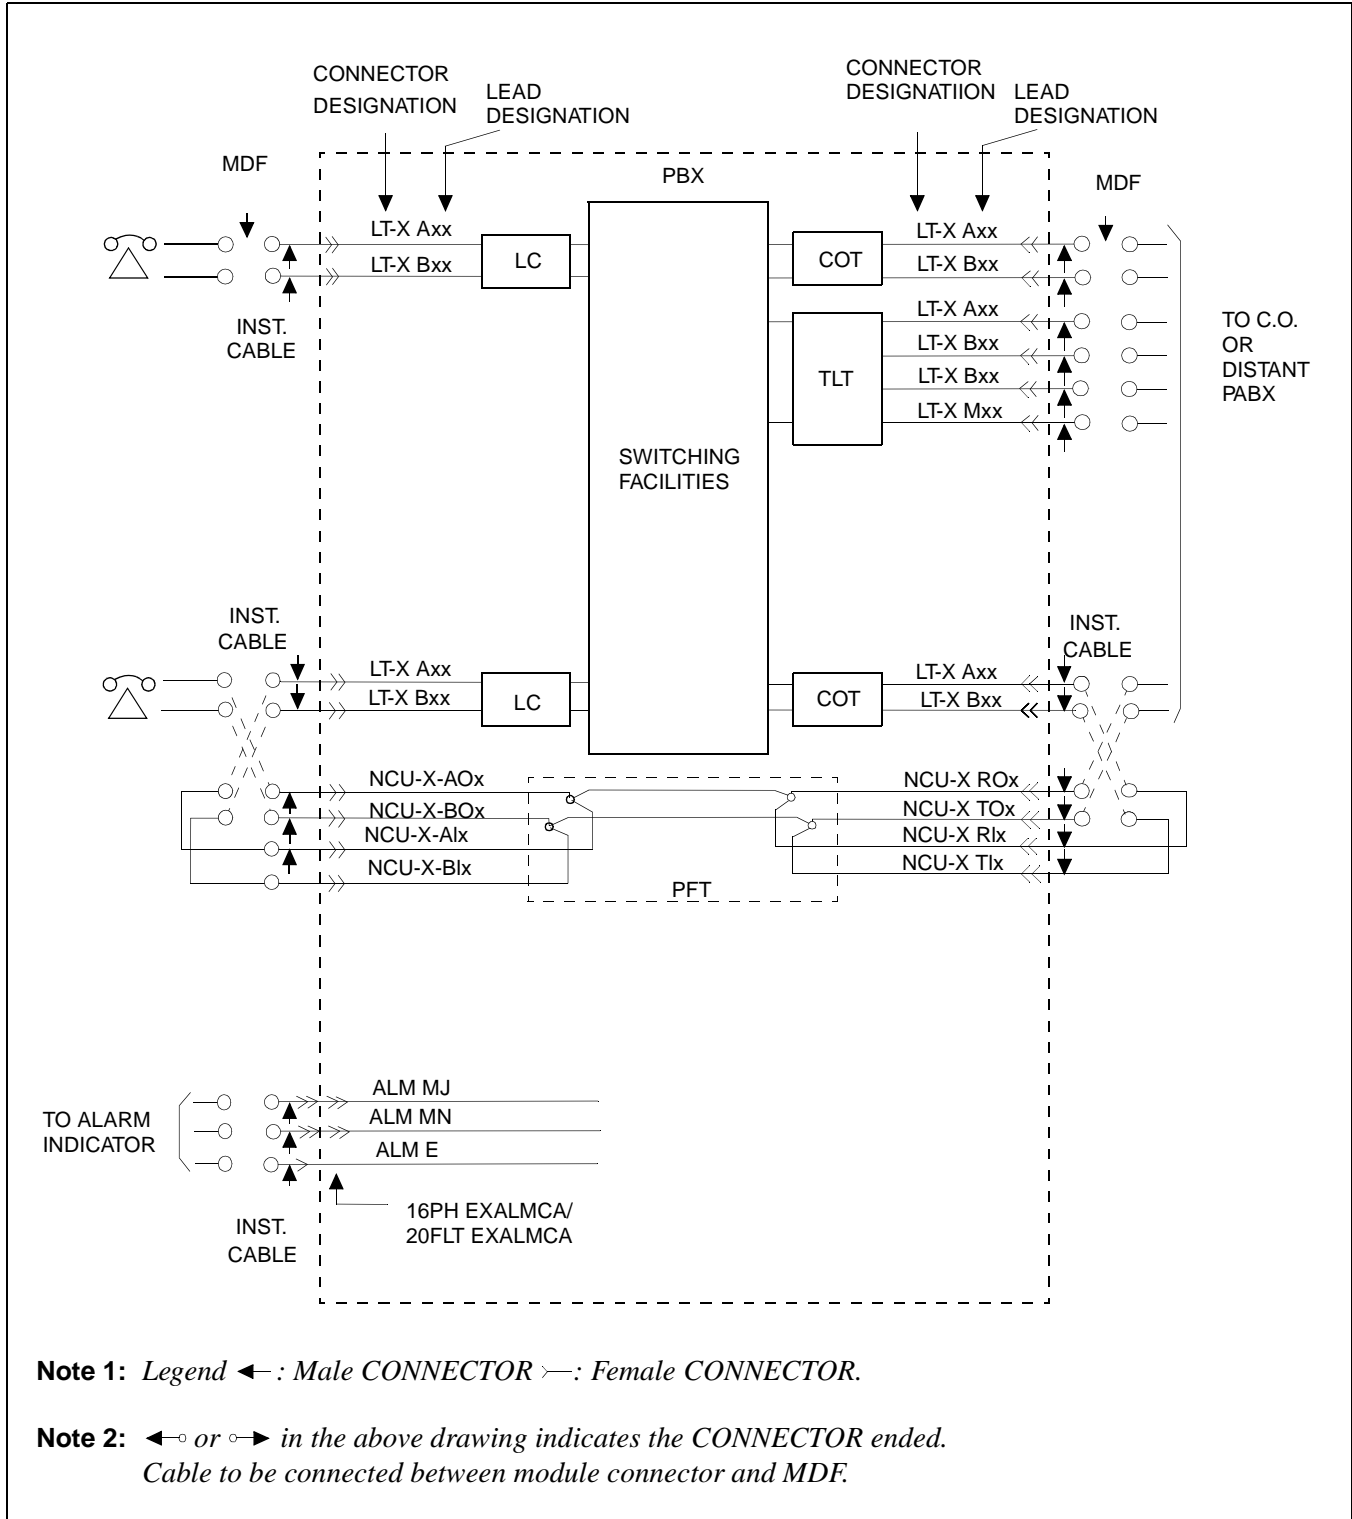 CONNECTOR
DESIGNATION
LEAD
DESIGNATION
CONNECTOR
DESIGNATIION
LEAD
DESIGNATION
MDF
PBX
MDF
LT-X Axx
LT-X Bxx
LC
INST.
CABLE
SWITCHING
FACILITIES
COT
LT-X Axx
LT-X Bxx
TLT
LT-X Axx
LT-X Bxx
LT-X Bxx
LT-X Mxx
TO C.O.
OR
DISTANT
PABX
INST.
CABLE
LT-X Axx
LT-X Bxx
LC
COT
LT-X Axx
LT-X Bxx
INST.
CABLE
NCU-X-AOx
NCU-X-BOx
NCU-X-AIx
NCU-X-BIx
PFT
NCU-X ROx
NCU-X TOx
NCU-X RIx
NCU-X TIx
TO ALARM
INDICATOR
ALM MJ
ALM MN
ALM E
INST.
CABLE
16PH EXALMCA/
20FLT EXALMCA
Note 1: Legend : Male CONNECTOR : Female CONNECTOR.
Note 2: or in the above drawing indicates the CONNECTOR ended.
Cable to be connected between module connector and MDF.